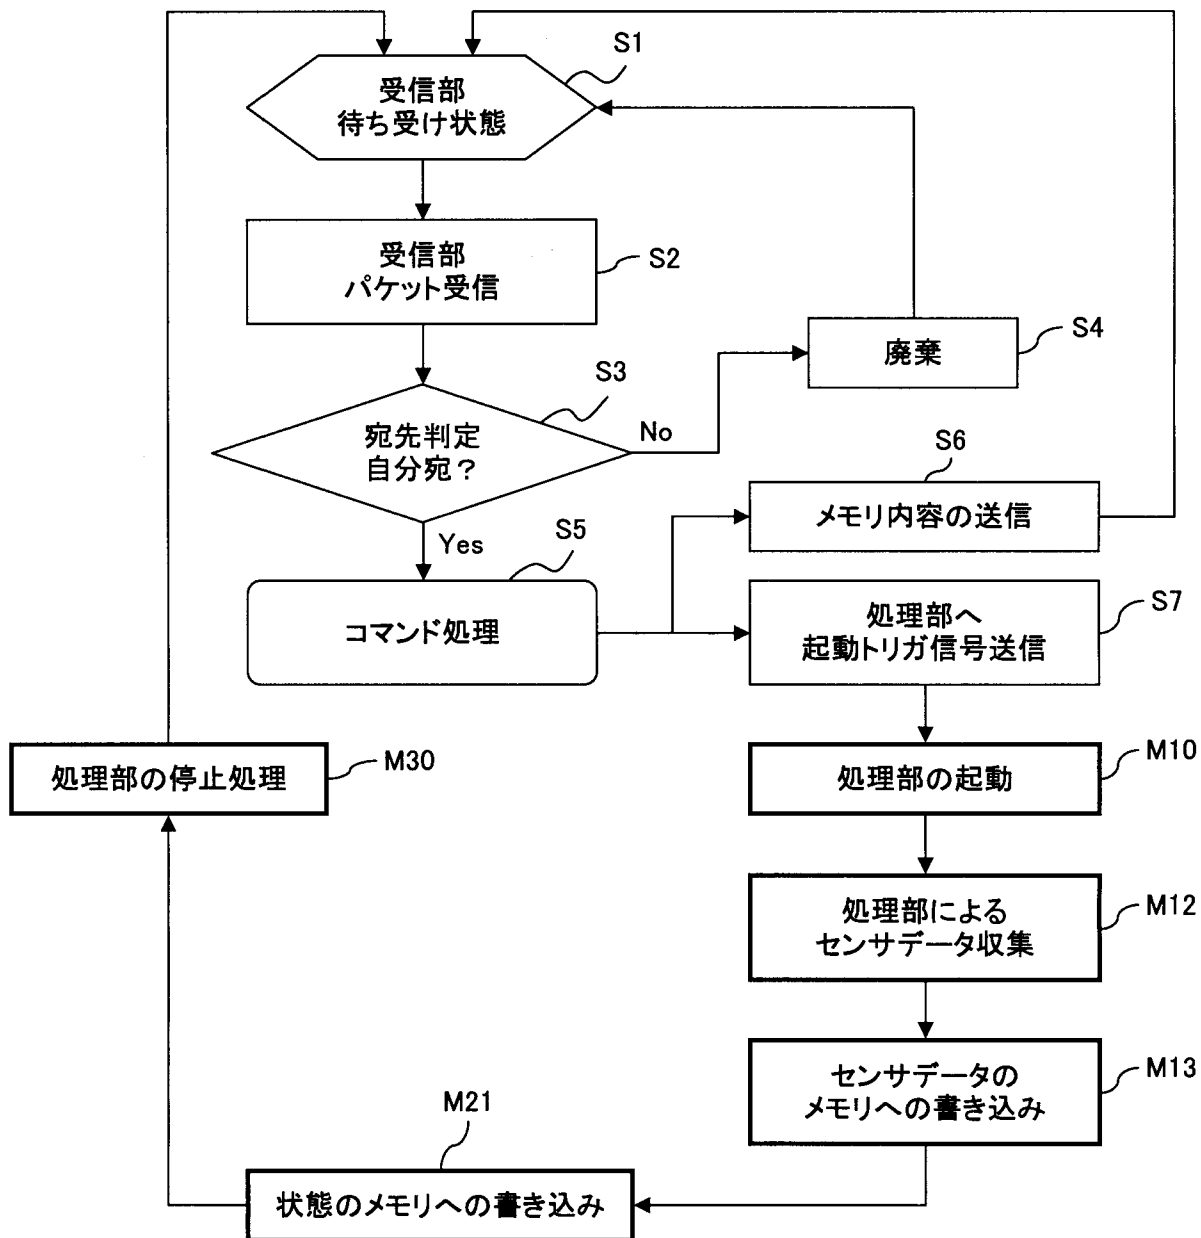 S1
受信部
待ち受け状態
受信部
パケット受信
S2
廃棄
S4
S3
宛先判定
自分宛？
No
Yes
S6
メモリ内容の送信
S5
コマンド処理
S7
処理部へ
起動トリガ信号送信
処理部の停止処理
M30
処理部の起動
M10
処理部による
センサデータ収集
M12
センサデータの
メモリへの書き込み
M13
M21
状態のメモリへの書き込み